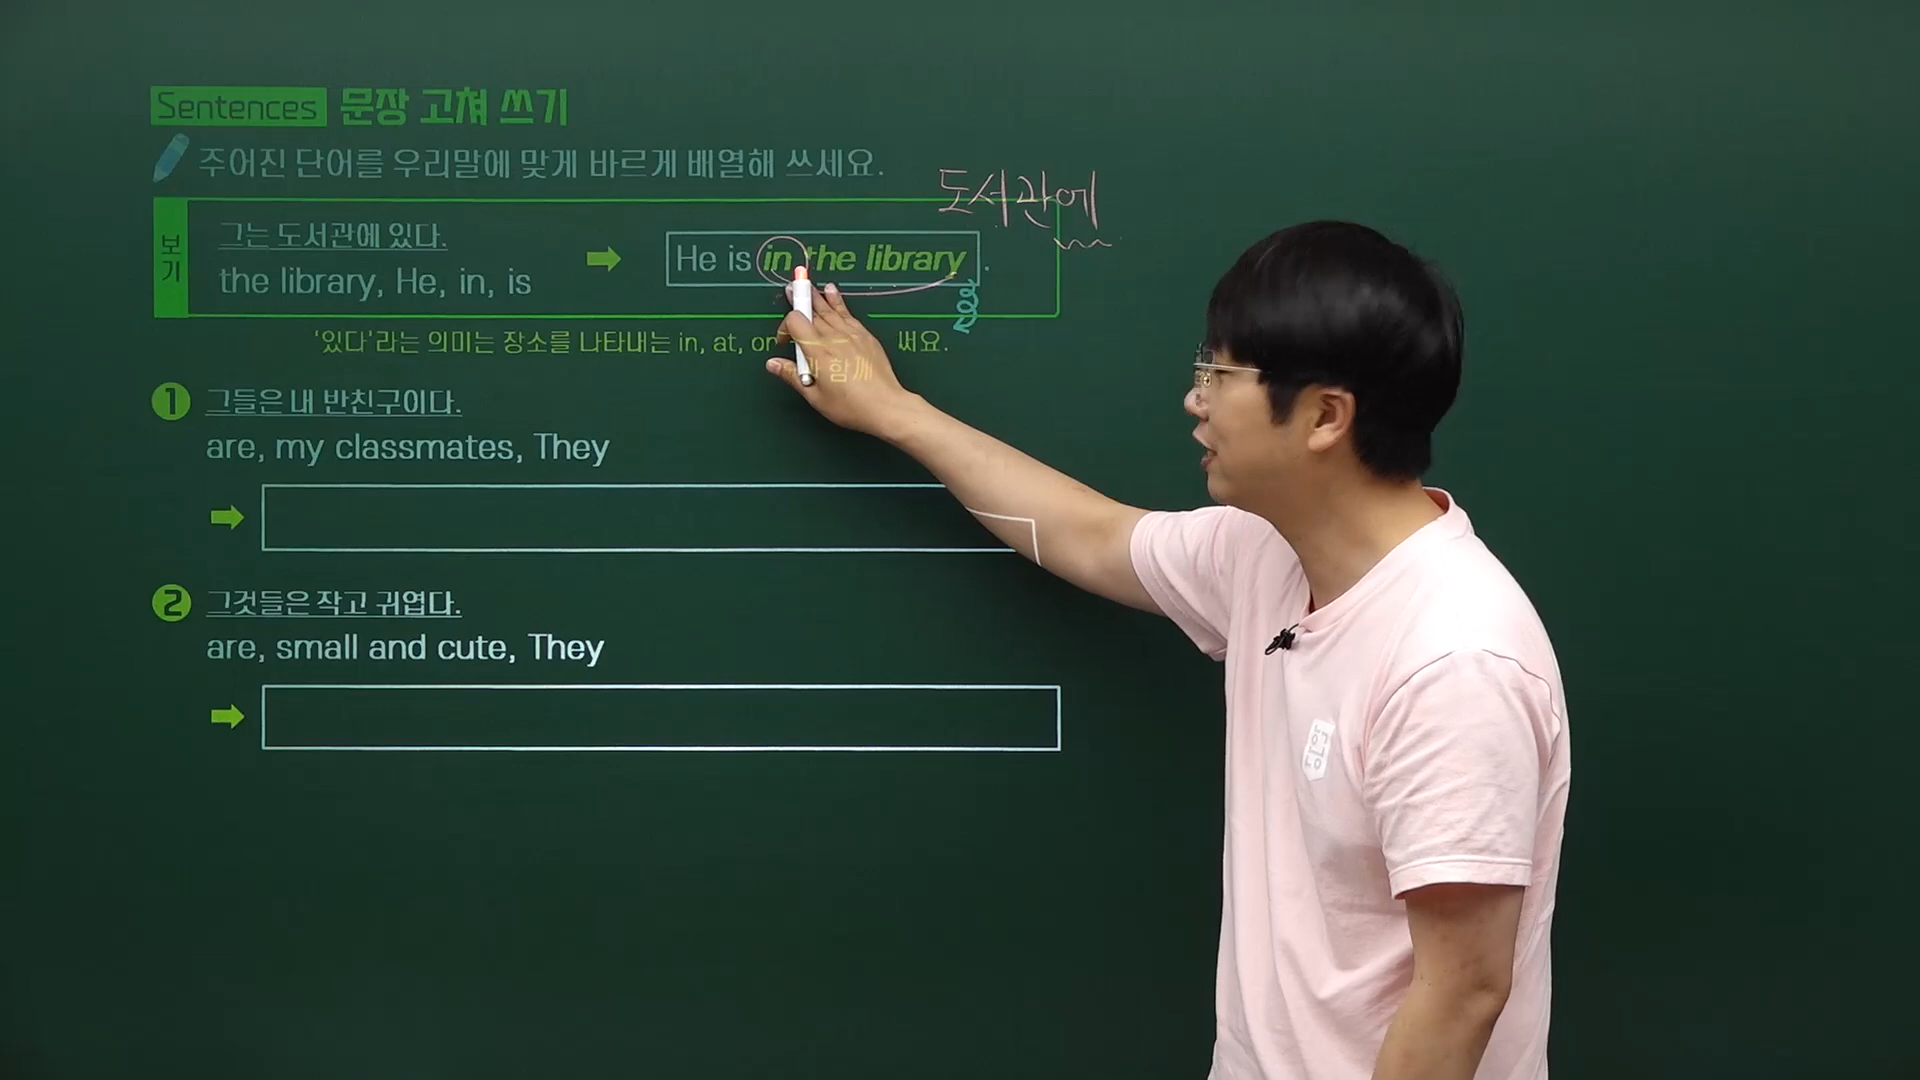 Sentences 문장 고쳐 쓰기
주어진 단어를 우리말에 맞게 바르게 배열해 쓰세요.
도서관에
보기
그는 도서관에 있다.
the library, He, in, is
He is in the library.
'있다'라는 의미는 장소를 나타내는 in, at, on 함께 써요.
1 그들은 내 반친구이다.
are, my classmates, They
2 그것들은 작고 귀엽다.
are, small and cute, They